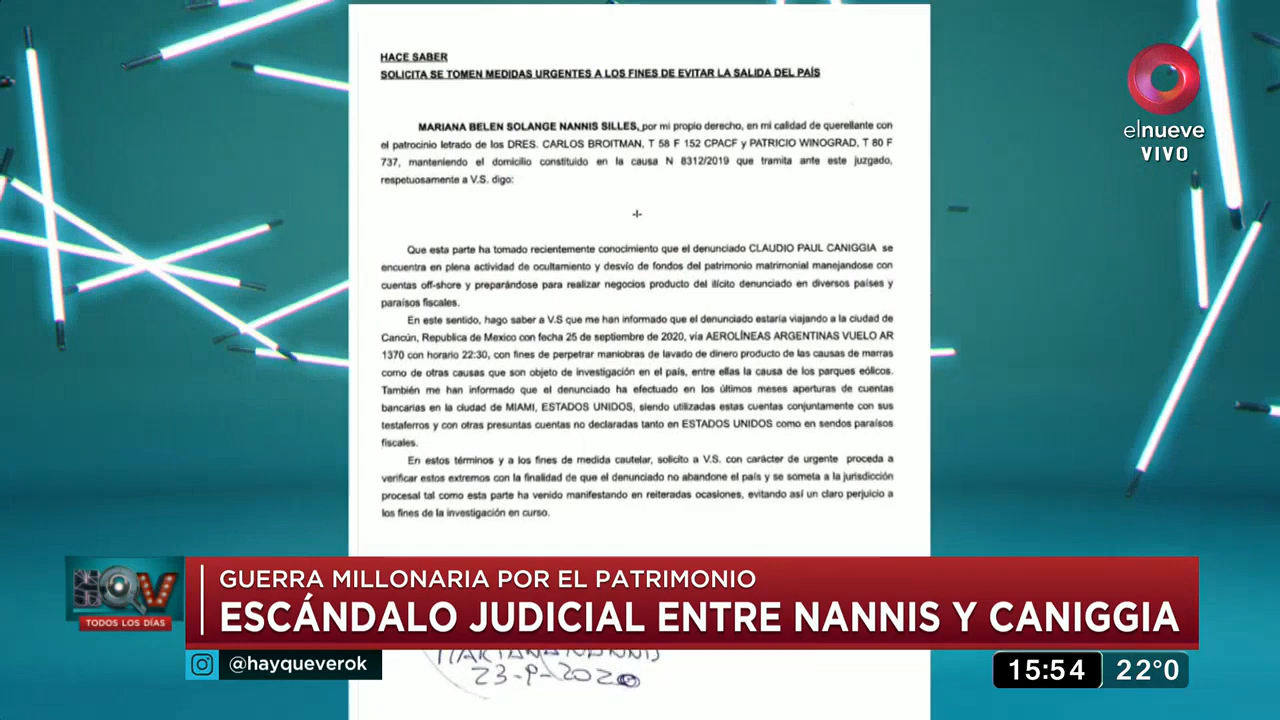 HACE SABER
SOLICITA SE TOMEN MEDIDAS URGENTES A LOS FINES DE EVITAR LA SALIDA DEL PAÍS
MARIANA BELEN SOLANGE NANNIS SILLES, por mi propio derecho, en mi calidad de querellante con
el patrocinio letrado de los DRES. CARLOS BROITMAN, T 58 F 152 CPACF y PATRICIO WINOGRAD, T 80 F
737, manteniendo el domicilio constituido en la causa N 8312/2019 que tramita ante este juzgado,
respetuosamente a V.S. digo:
-I-
Que esta parte ha tomado recientemente conocimiento que el denunciado CLAUDIO PAUL CANIGGIA se
encuentra en plena actividad de ocultamiento y desvío de fondos del patrimonio matrimonial manejandose con
cuentas off-shore y preparándose para realizar negocios producto del ilícito denunciado en diversos países y
paraísos fiscales.
En este sentido, hago saber a V.S que me han informado que el denunciado estaría viajando a la ciudad de
Cancún, Republica de Mexico con fecha 25 de septiembre de 2020, vía AEROLÍNEAS ARGENTINAS VUELO AR
1370 con horario 22:30, con fines de perpetrar maniobras de lavado de dinero producto de las causas de marras
como de otras causas que son objeto de investigación en el país, entre ellas la causa de los parques eólicos.
También me han informado que el denunciado ha efectuado en los últimos meses aperturas de cuentas
bancarias en la ciudad de MIAMI, ESTADOS UNIDOS, siendo utilizadas estas cuentas conjuntamente con sus
testaferros y con otras presuntas cuentas no declaradas tanto en ESTADOS UNIDOS como en sendos paraísos
fiscales.
En estos términos y a los fines de medida cautelar, solicito a V.S. con carácter de urgente proceda a
verificar estos extremos con la finalidad de que el denunciado no abandone el país y se someta a la jurisdicción
procesal tal como esta parte ha venido manifestando en reiteradas ocasiones, evitando así un claro perjuicio a
los fines de la investigación en curso.
elnueve
VIVO
HQV
TODOS LOS DÍAS
GUERRA MILLONARIA POR EL PATRIMONIO
ESCÁNDALO JUDICIAL ENTRE NANNIS Y CANIGGIA
@hayqueverok
MARIANA NANNIS
23-9-2020
15:54 22°0